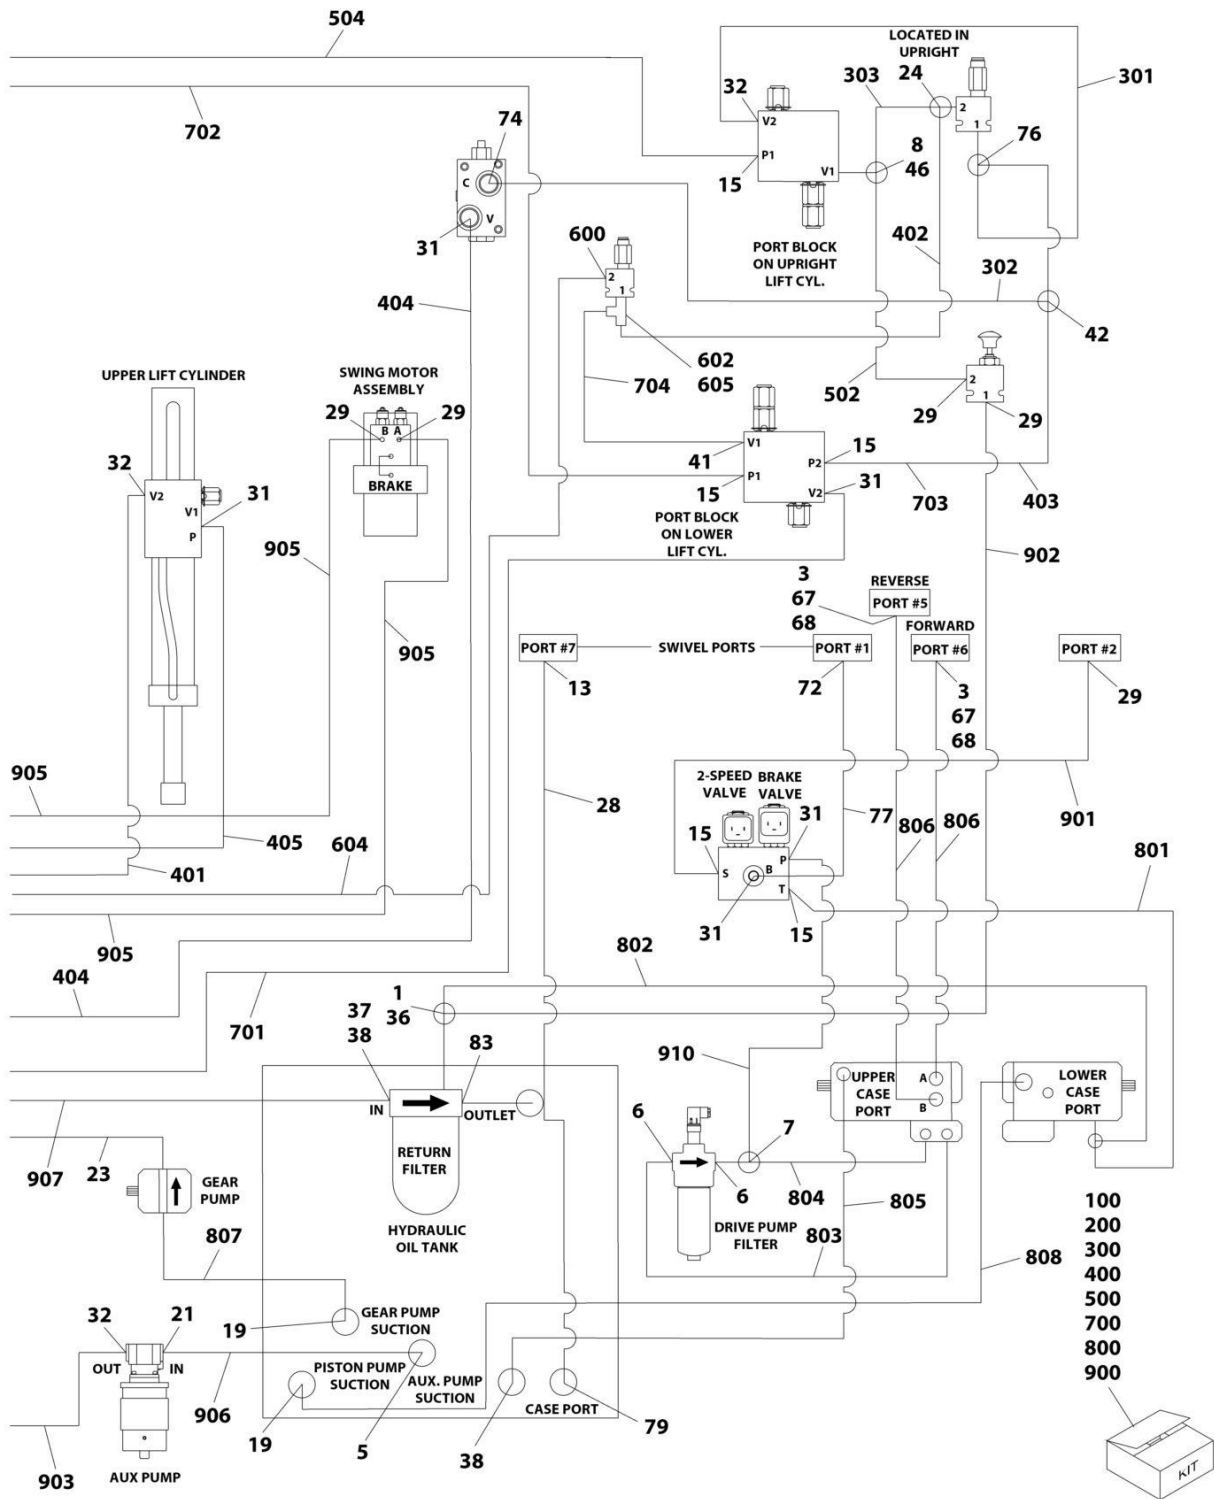 504
LOCATED IN
UPRIGHT
24
303
32
301
V2
2
1
702
74
P1
V1
76
8
46
15
C
V
31
600
402
2
1
PORT BLOCK
ON UPRIGHT
LIFT CYL.
302
404
42
602
605
UPPER LIFT CYLINDER
SWING MOTOR
ASSEMBLY
704
502
2
1
29
29
29
29
B A
V1
15
32
41
P2
V2
31
P1
BRAKE
15
V2
V1
P
31
703
403
PORT BLOCK
ON LOWER
LIFT CYL.
905
902
3
67
68
REVERSE
PORT #5
FORWARD
905
PORT #7
SWIVEL PORTS
PORT #1
PORT #6
PORT #2
13
72
3
67
68
29
905
2-SPEED
VALVE
BRAKE
VALVE
28
77
901
31
15
806
806
405
S
P
B
T
801
604
401
31
15
905
802
404
1
36
37
38
701
83
910
UPPER
CASE
PORT
A
B
LOWER
CASE
PORT
IN
OUTLET
6
7
907
23
RETURN
FILTER
GEAR
PUMP
6
804
805
100
200
300
400
500
700
800
900
HYDRAULIC
OIL TANK
DRIVE PUMP
FILTER
803
807
808
32
21
19
GEAR PUMP
SUCTION
OUT
IN
PISTON PUMP
SUCTION
AUX. PUMP
SUCTION
906
CASE PORT
19
5
38
79
903
AUX PUMP
KIT